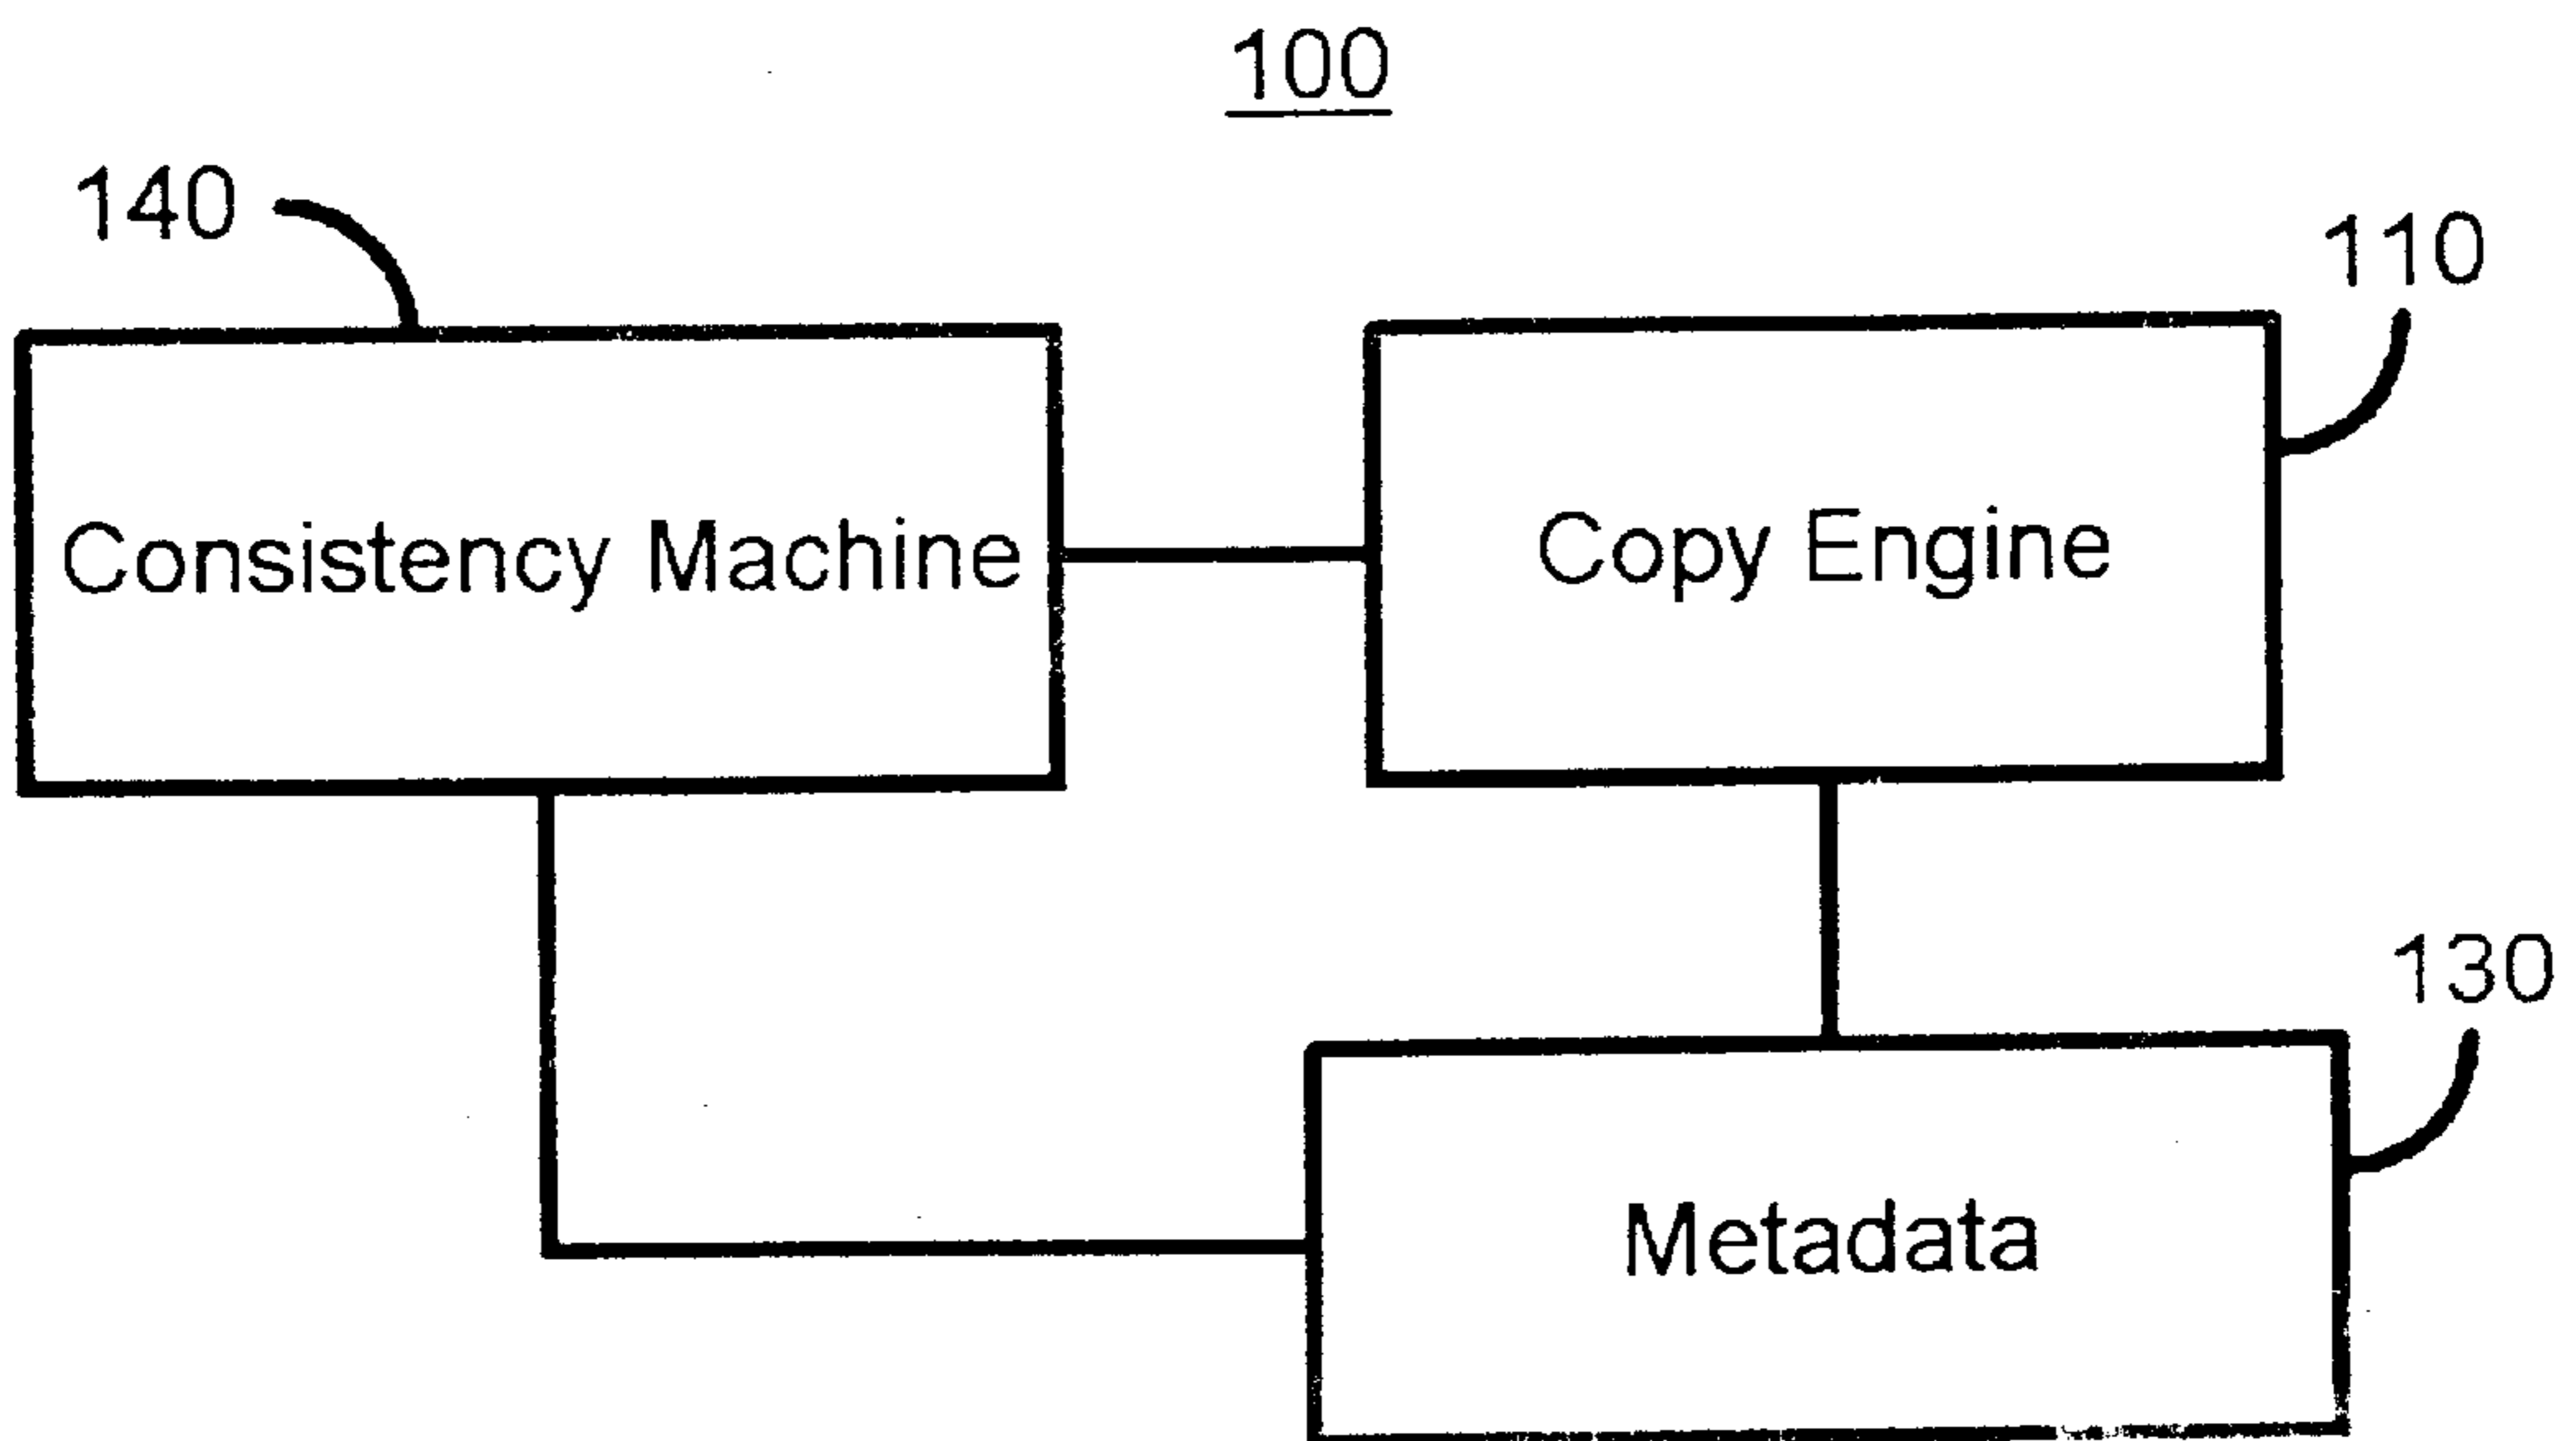 100
140
110
Consistency Machine
Copy Engine
130
Metadata